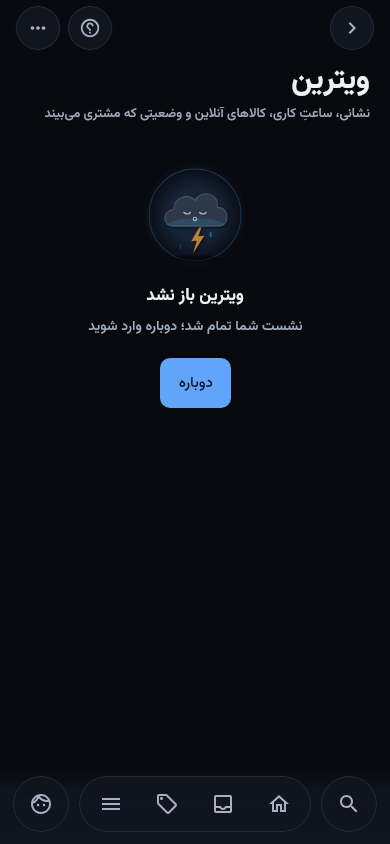 ویترین
نشانی، ساعتِ کاری، کالاهای آنلاین و وضعیتی که مشتری می‌بیند
ویترین باز نشد
نشست شما تمام شد؛ دوباره وارد شوید
دوباره